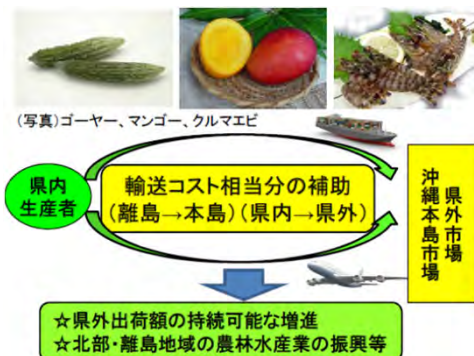 (写真)ゴーヤー、マンゴー、クルマエビ
県内
生産者
輸送コスト相当分の補助
(離島→本島)(県内→県外)
県外市場
沖縄本島市場
☆県外出荷額の持続可能な増進
☆北部・離島地域の農林水産業の振興等